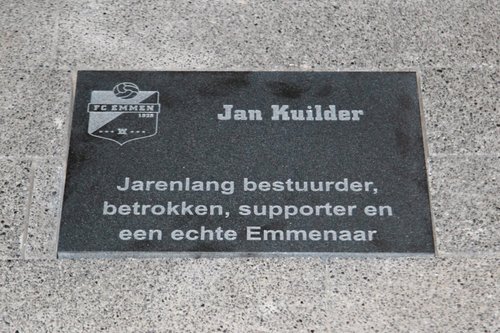 FC EMMEN
1925
Jan Kuilder
Jarenlang bestuurder,
betrokken, supporter en
een echte Emmenaar